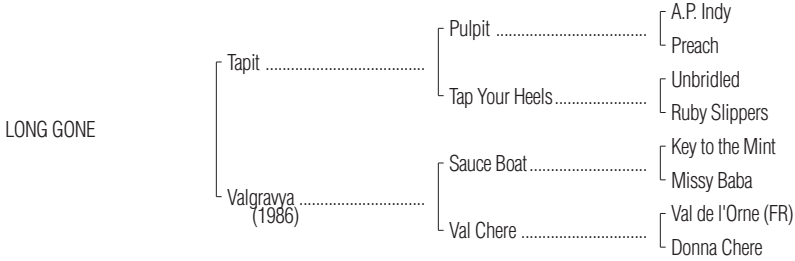 A.P. Indy
Pulpit ....................................
Preach
Tapit ......................................
Unbridled
Tap Your Heels......................
Ruby Slippers
LONG GONE
Key to the Mint
Sauce Boat............................
Missy Baba
Valgravya ..............................
(1986)
Val de l'Orne (FR)
Val Chere ..............................
Donna Chere